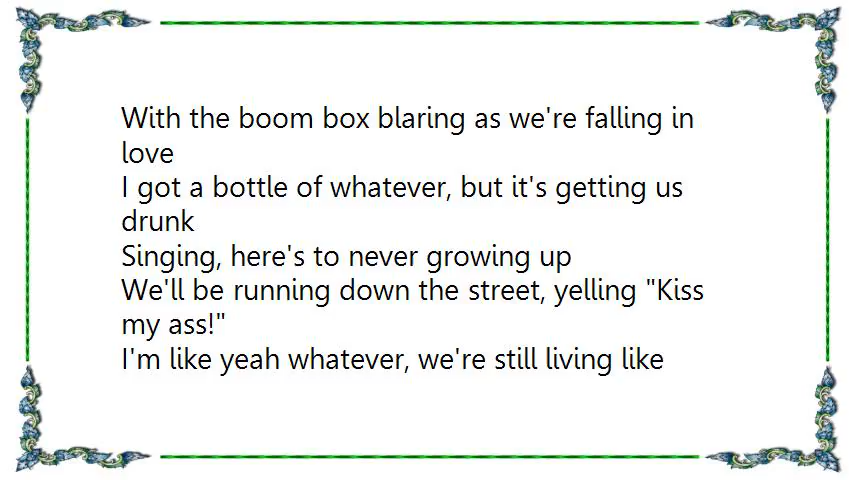 With the boom box blaring as we're falling in
love
I got a bottle of whatever, but it's getting us
drunk
Singing, here's to never growing up
We'll be running down the street, yelling "Kiss
my ass!"
I'm like yeah whatever, we're still living like